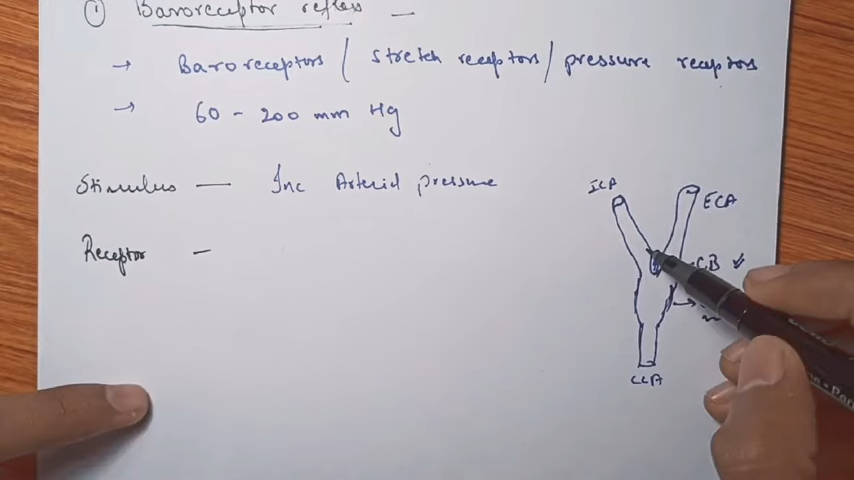 ① Baroreceptor reflex —
→ Baroreceptors / stretch receptors / pressure receptors
→ 60 - 200 mm Hg
Stimulus — Inc Arterial pressure
ICA
ECA
Receptor —
CB ✓
CCA